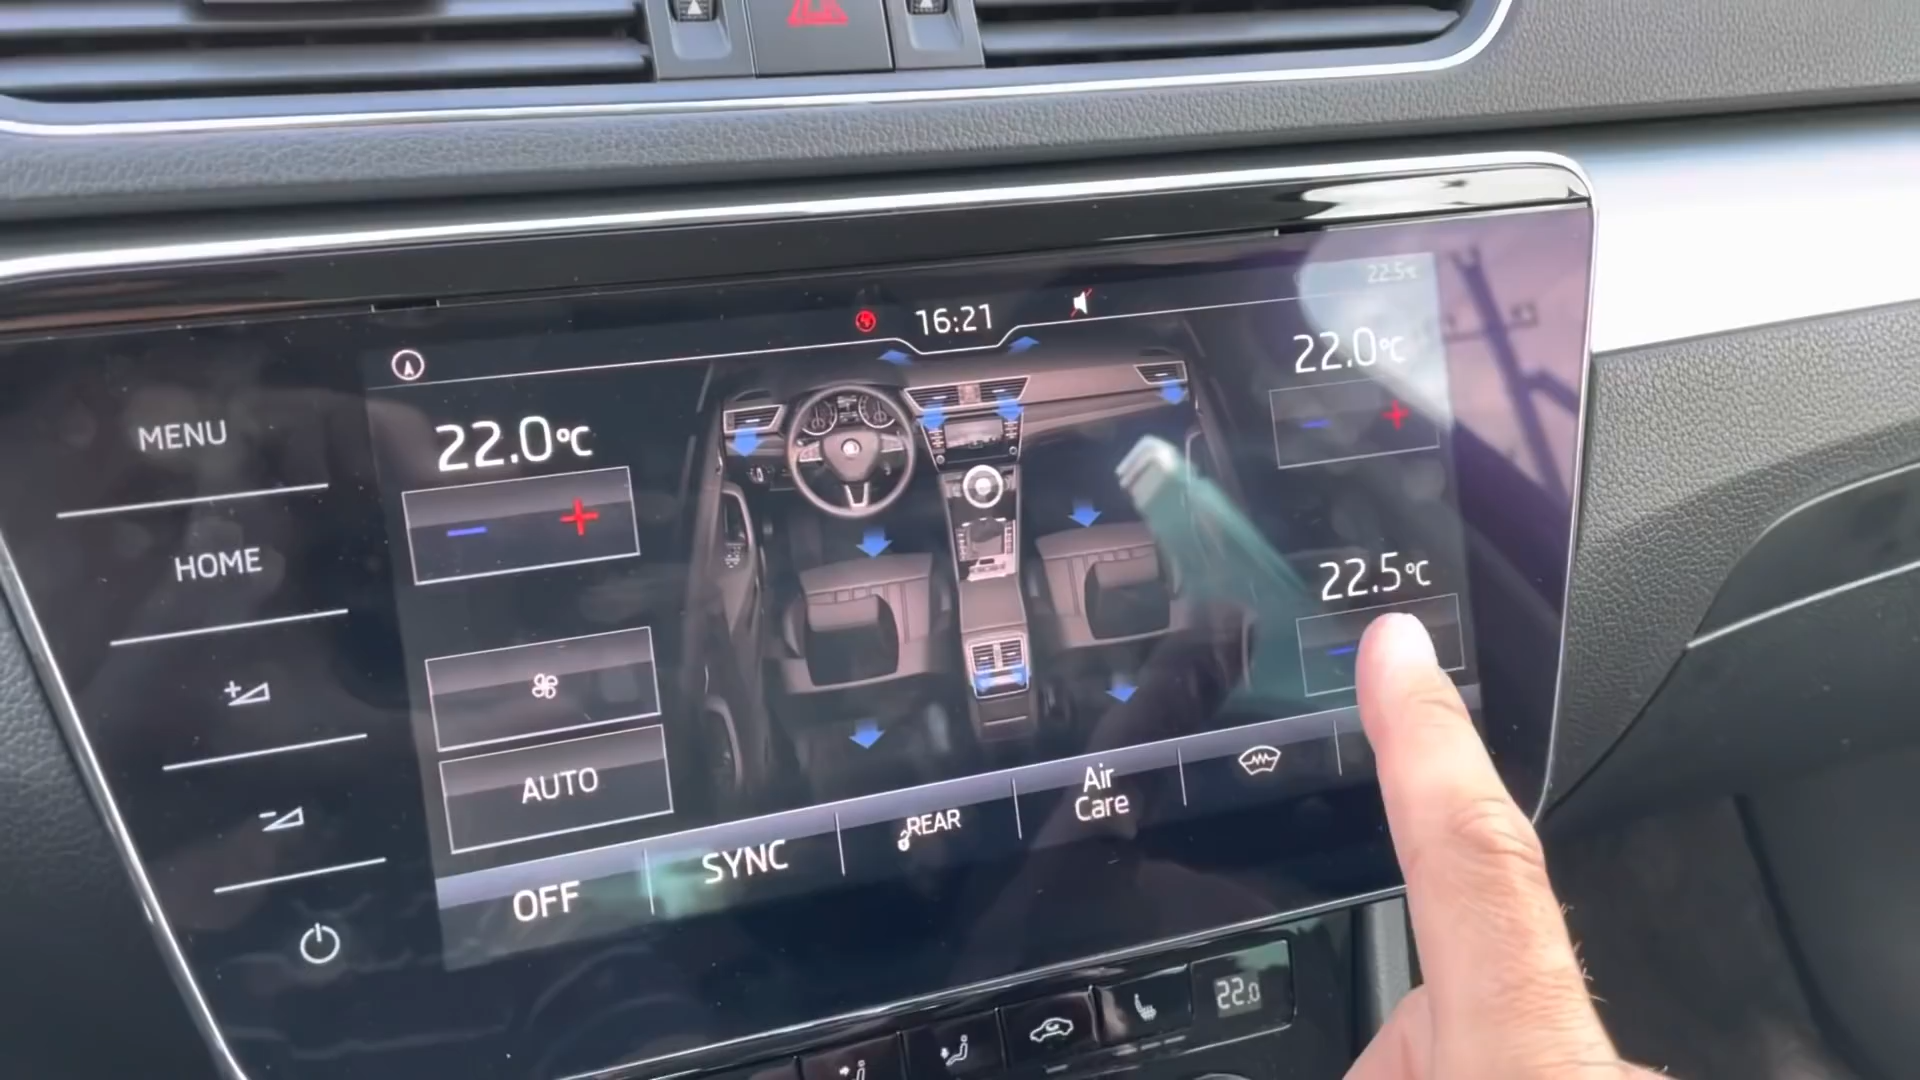 22.5°C
16:21
22.0°C
MENU
22.0°C
HOME
22.5°C
AUTO
Air
Care
REAR
SYNC
OFF
22.0